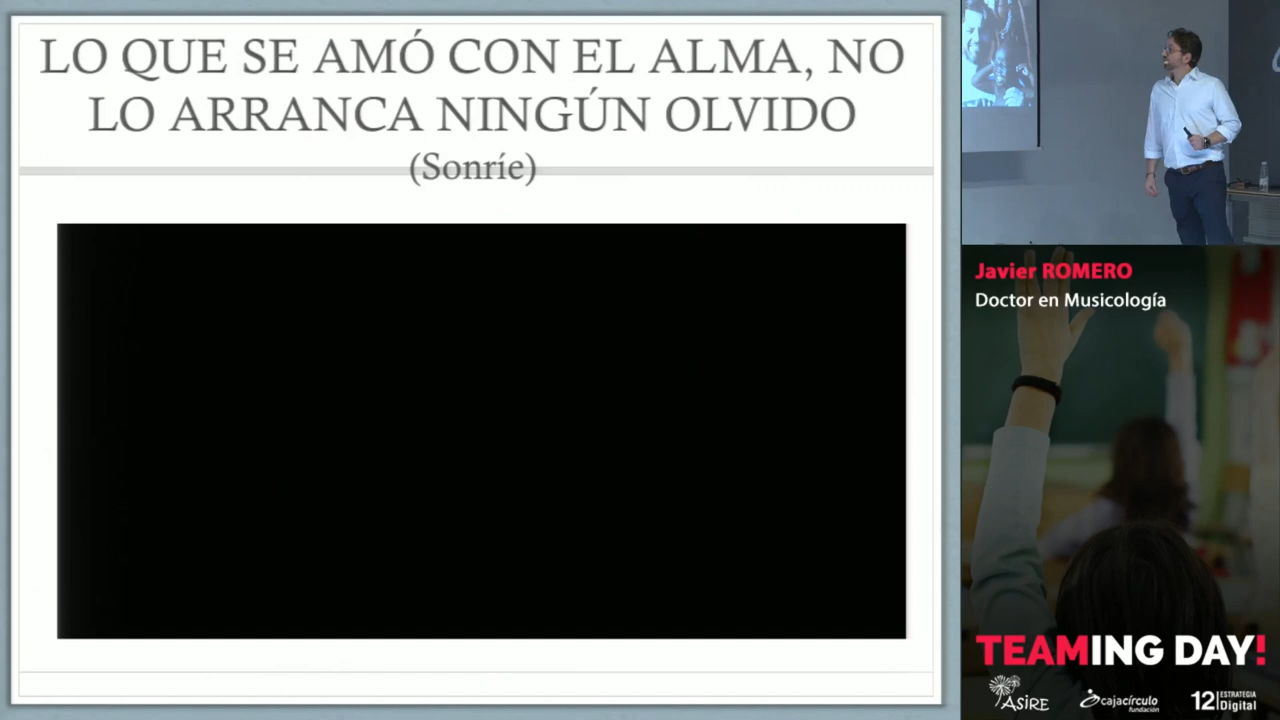 LO QUE SE AMÓ CON EL ALMA, NO
LO ARRANCA NINGÚN OLVIDO
(Sonríe)
Javier ROMERO
Doctor en Musicología
TEAMING DAY!
ASIRE
cajacírculo
fundación
12 ESTRATEGIA
Digital